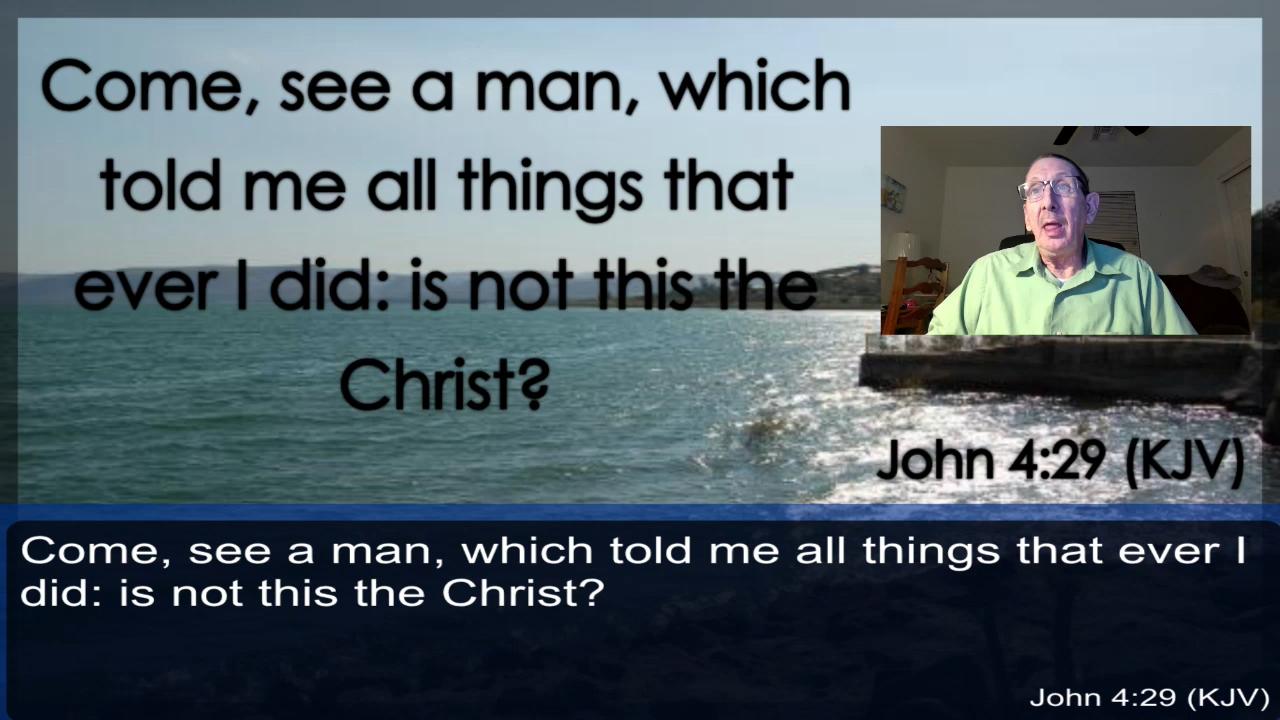 Come, see a man, which
told me all things that
ever I did: is not this the
Christ?
John 4:29 (KJV)
Come, see a man, which told me all things that ever I
did: is not this the Christ?
John 4:29 (KJV)